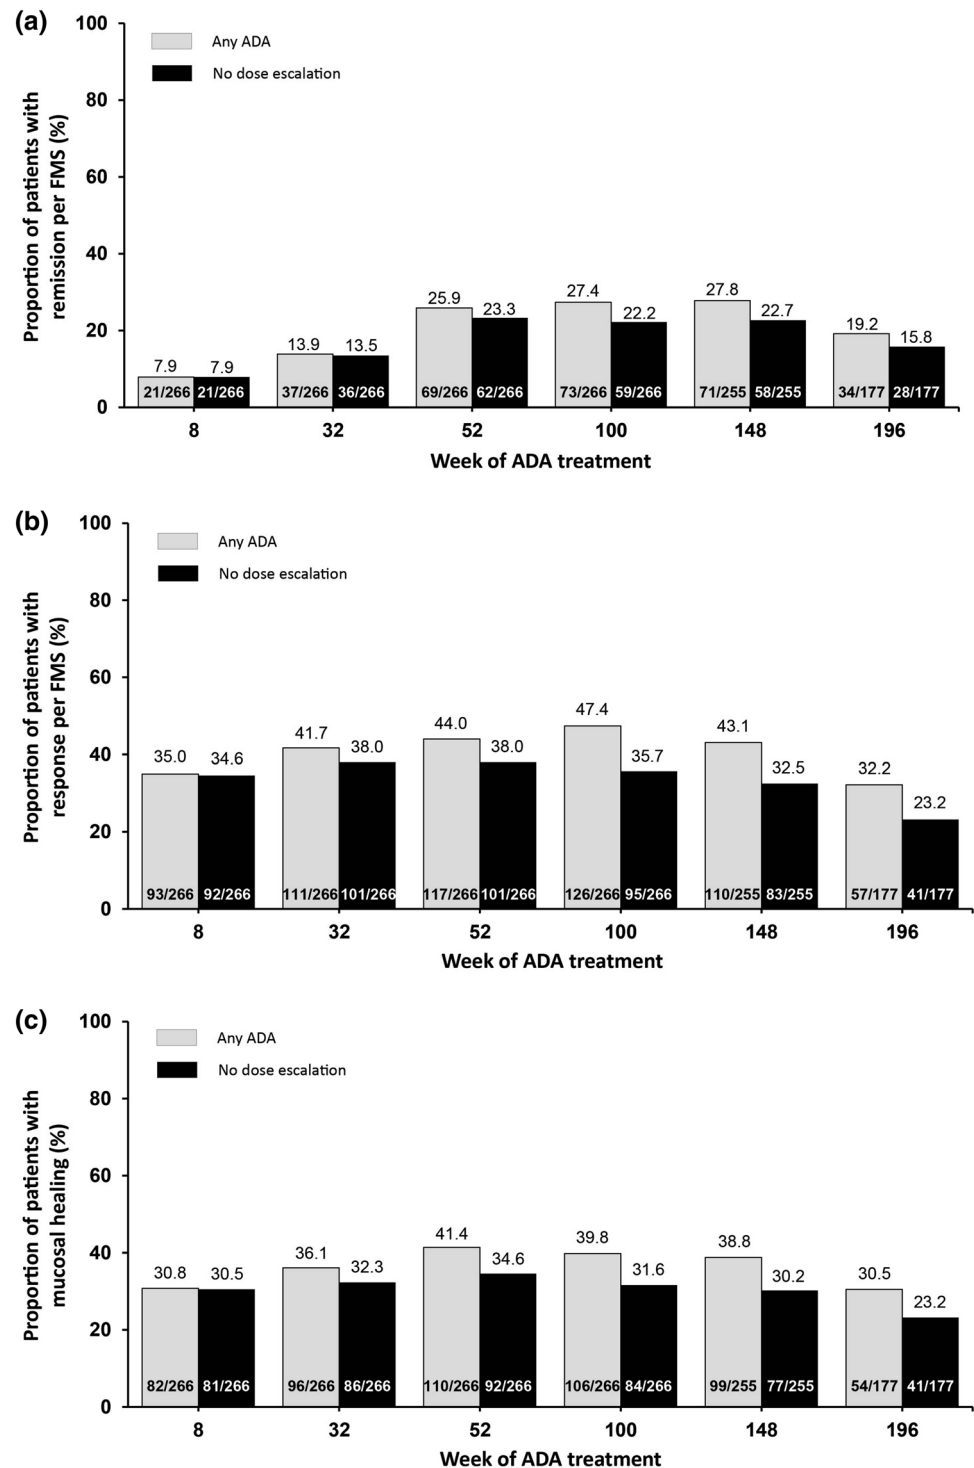 (a)
100
80
60
40
20
0
Proportion of patients with
remission per FMS (%)
Any ADA
No dose escalation
7.9 7.9 13.9 13.5 25.9 23.3 27.4 22.2 27.8 22.7 19.2 15.8
21/266 21/266 37/266 36/266 69/266 62/266 73/266 59/266 71/255 58/255 34/177 28/177
8 32 52 100 148 196
Week of ADA treatment
(b)
100
80
60
40
20
0
Proportion of patients with
response per FMS (%)
Any ADA
No dose escalation
35.0 34.6 41.7 38.0 44.0 38.0 47.4 35.7 43.1 32.5 32.2 23.2
93/266 92/266 111/266 101/266 117/266 101/266 126/266 95/266 110/255 83/255 57/177 41/177
8 32 52 100 148 196
Week of ADA treatment
(c)
100
80
60
40
20
0
Proportion of patients with
mucosal healing (%)
Any ADA
No dose escalation
30.8 30.5 36.1 32.3 41.4 34.6 39.8 31.6 38.8 30.2 30.5 23.2
82/266 81/266 96/266 86/266 110/266 92/266 106/266 84/266 99/255 77/255 54/177 41/177
8 32 52 100 148 196
Week of ADA treatment